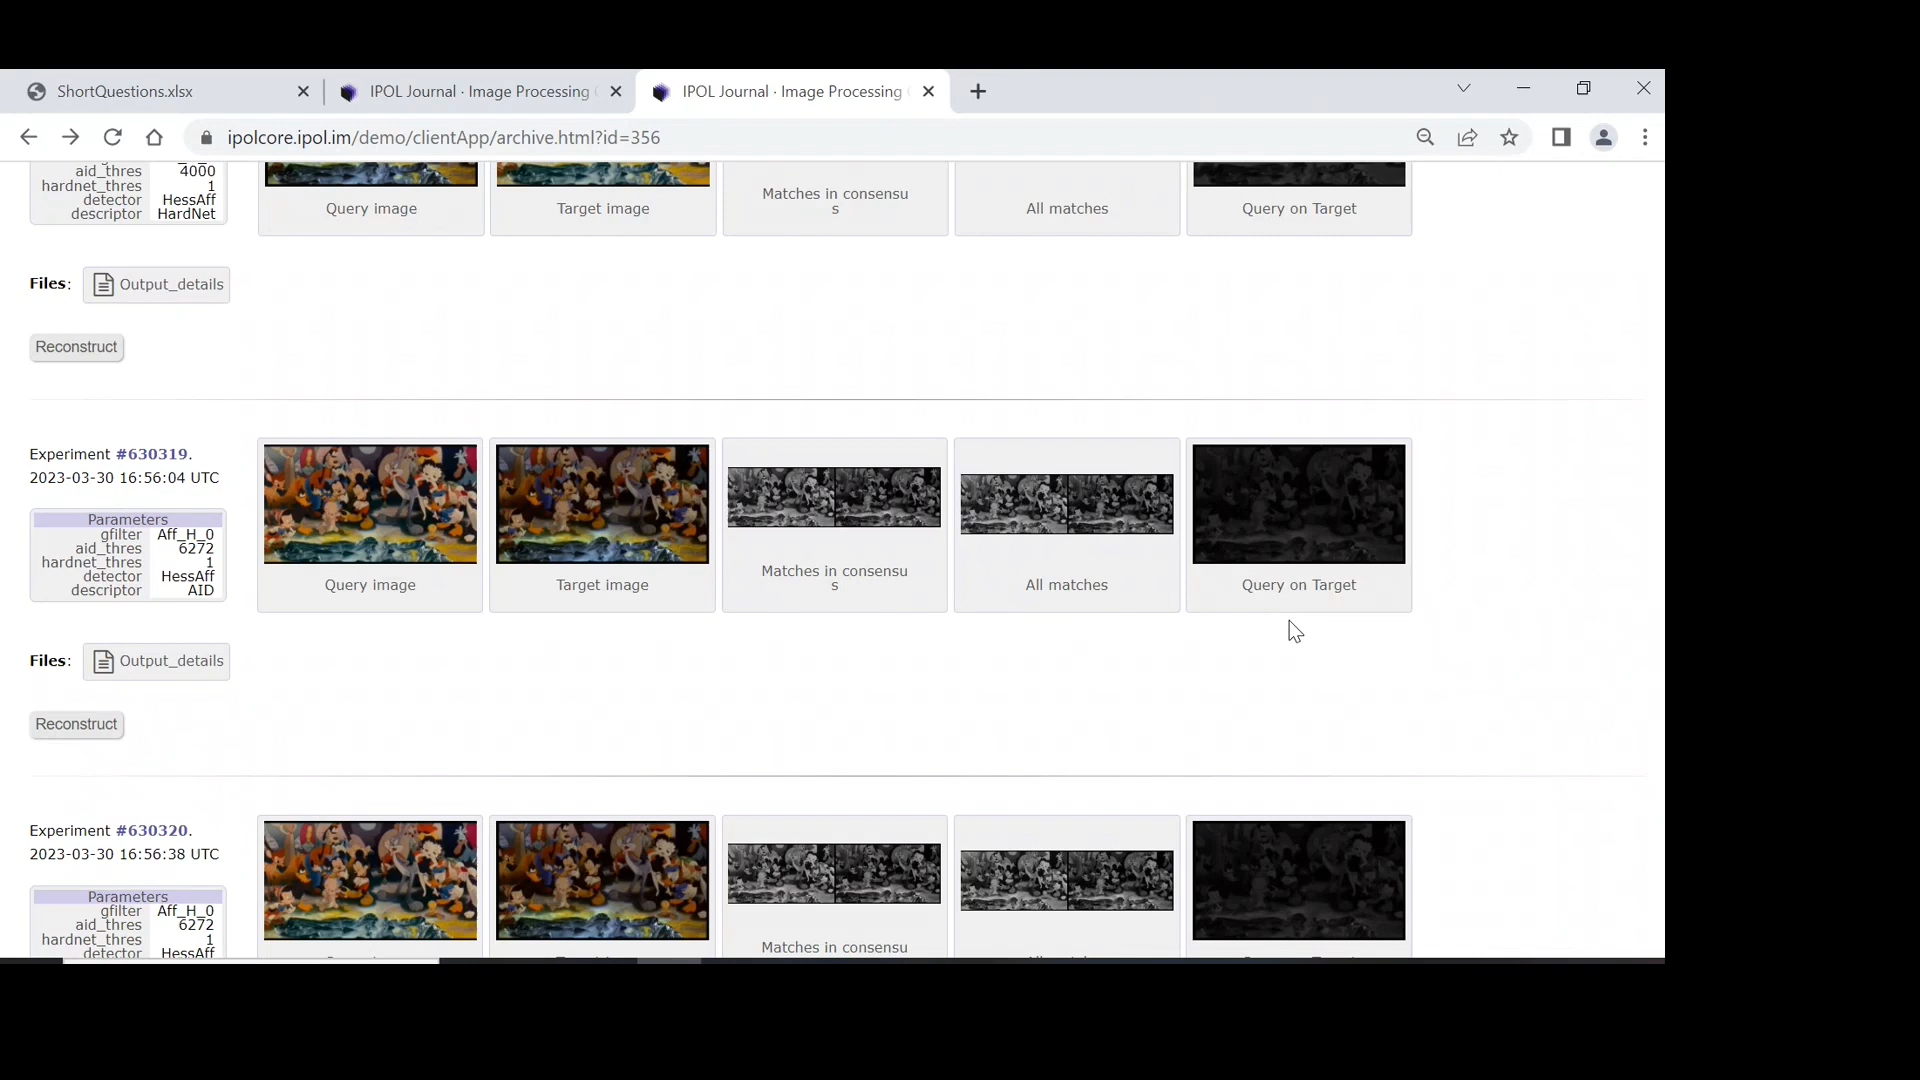 ShortQuestions.xlsx
IPOL Journal · Image Processing
IPOL Journal · Image Processing
ipolcore.ipol.im/demo/clientApp/archive.html?id=356
aid_thres 4000
hardnet_thres 1
detector HessAff
descriptor HardNet
Query image
Target image
Matches in consensu
s
All matches
Query on Target
Files: Output_details
Reconstruct
Experiment #630319.
2023-03-30 16:56:04 UTC
Parameters
gfilter Aff_H_0
aid_thres 6272
hardnet_thres 1
detector HessAff
descriptor AID
Query image
Target image
Matches in consensu
s
All matches
Query on Target
Files: Output_details
Reconstruct
Experiment #630320.
2023-03-30 16:56:38 UTC
Parameters
gfilter Aff_H_0
aid_thres 6272
hardnet_thres 1
detector HessAff
Matches in consensu